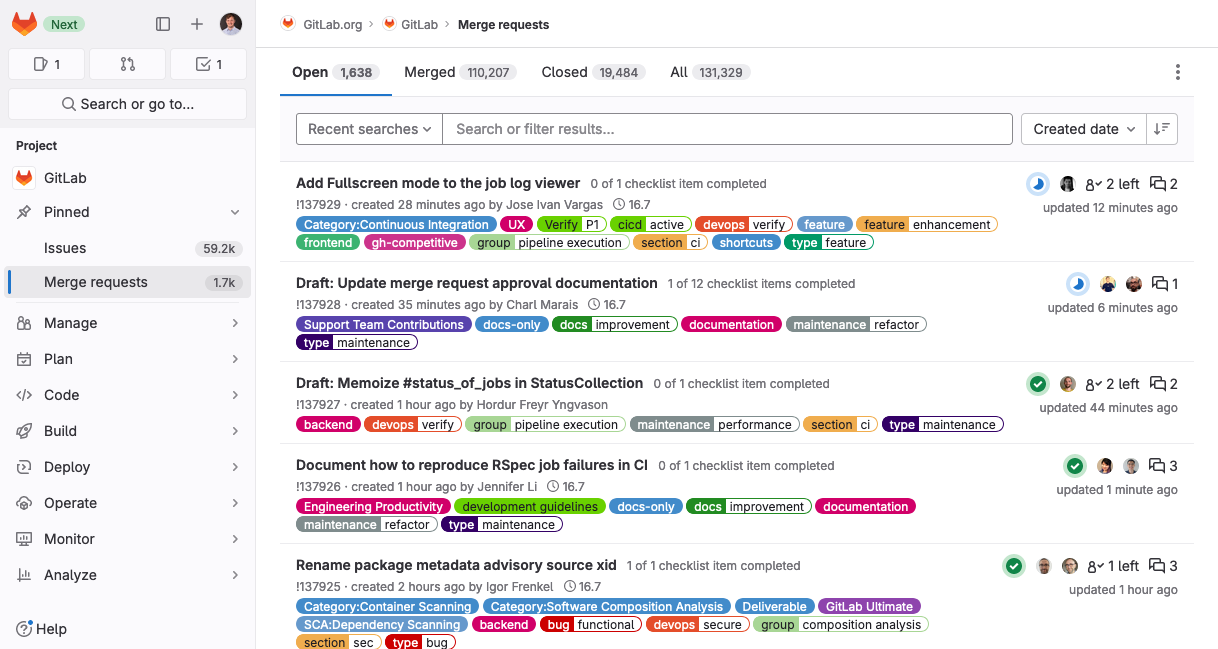 Next
1
1
Search or go to...
Project
GitLab
Pinned
Issues 59.2k
Merge requests 1.7k
Manage
Plan
Code
Build
Deploy
Operate
Monitor
Analyze
Help
GitLab.org › GitLab › Merge requests
Open 1,638 Merged 110,207 Closed 19,484 All 131,329
Recent searches Search or filter results... Created date
Add Fullscreen mode to the job log viewer 0 of 1 checklist item completed 2 left 2
!137929 · created 28 minutes ago by Jose Ivan Vargas 16.7 updated 12 minutes ago
Category:Continuous Integration UX Verify P1 cicd active devops verify feature feature enhancement
frontend gh-competitive group pipeline execution section ci shortcuts type feature
Draft: Update merge request approval documentation 1 of 12 checklist items completed 1
!137928 · created 35 minutes ago by Charl Marais 16.7 updated 6 minutes ago
Support Team Contributions docs-only docs improvement documentation maintenance refactor
type maintenance
Draft: Memoize #status_of_jobs in StatusCollection 0 of 1 checklist item completed 2 left 2
!137927 · created 1 hour ago by Hordur Freyr Yngvason updated 44 minutes ago
backend devops verify group pipeline execution maintenance performance section ci type maintenance
Document how to reproduce RSpec job failures in CI 0 of 1 checklist item completed 3
!137926 · created 1 hour ago by Jennifer Li 16.7 updated 1 minute ago
Engineering Productivity development guidelines docs-only docs improvement documentation
maintenance refactor type maintenance
Rename package metadata advisory source xid 1 of 1 checklist item completed 1 left 3
!137925 · created 2 hours ago by Igor Frenkel 16.7 updated 1 hour ago
Category:Container Scanning Category:Software Composition Analysis Deliverable GitLab Ultimate
SCA:Dependency Scanning backend bug functional devops secure group composition analysis
section sec type bug